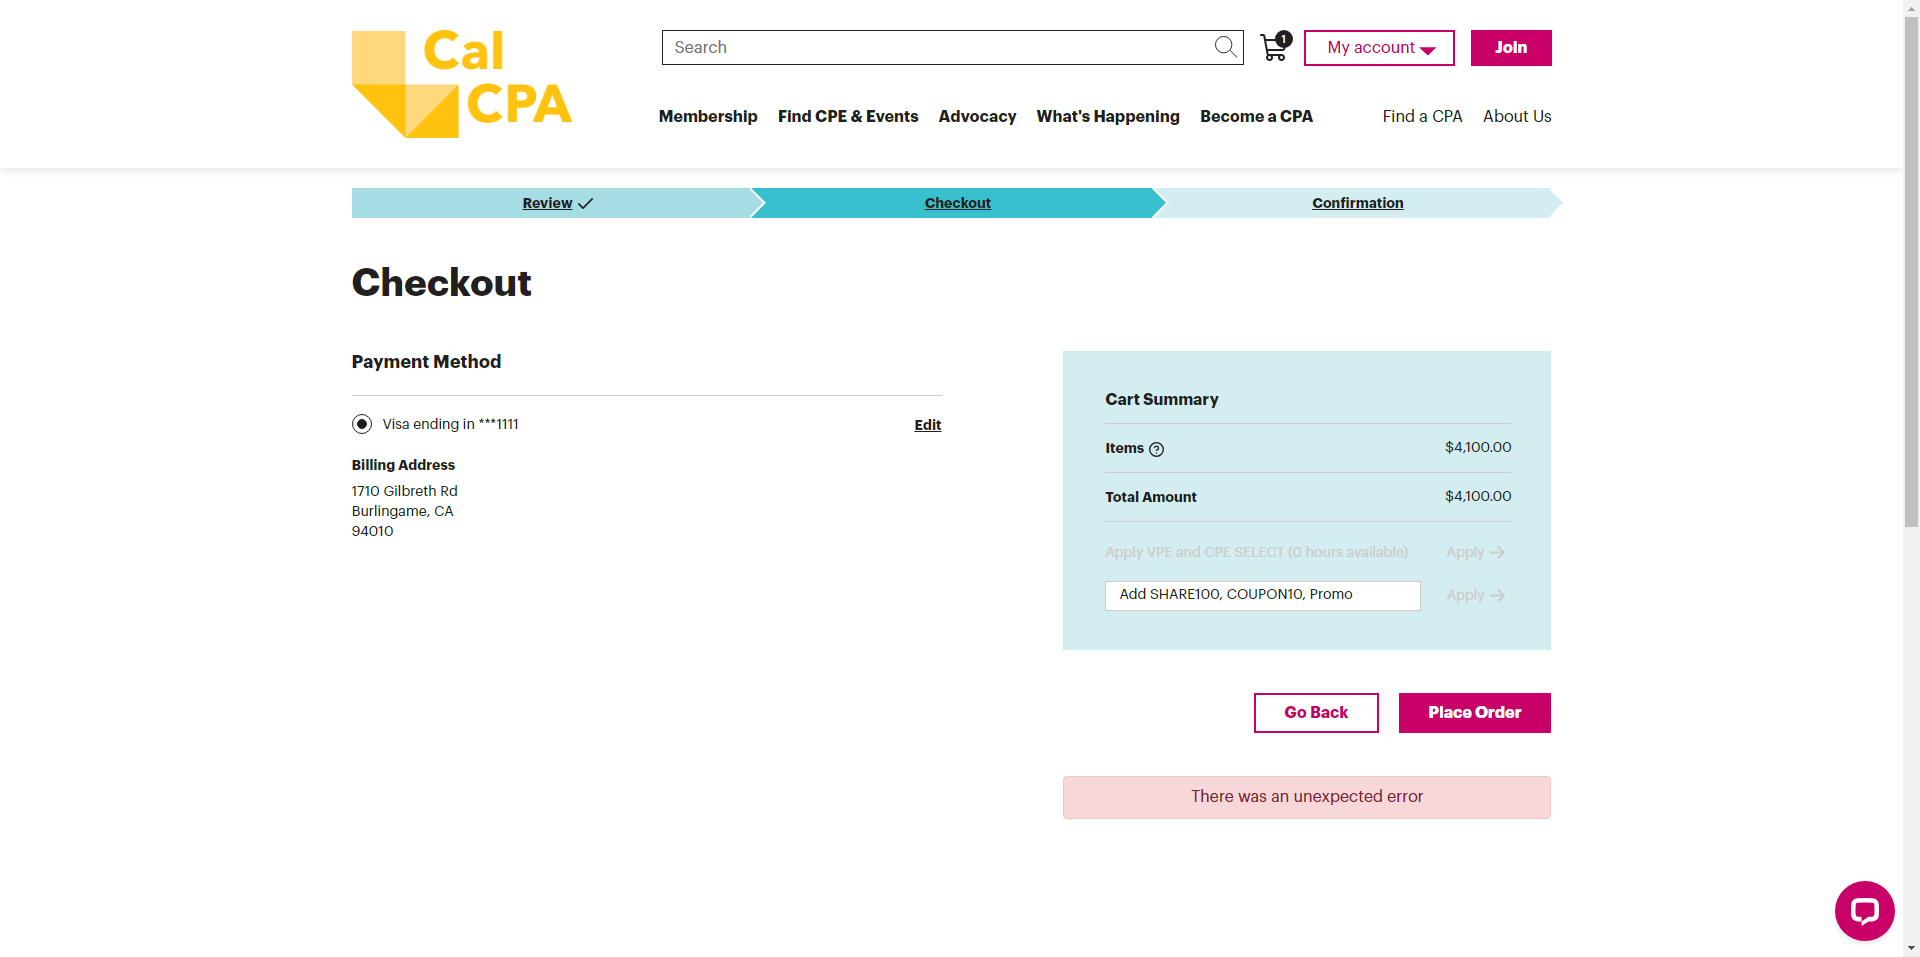 Cal
CPA
Search
1
My account
Join
Membership
Find CPE & Events
Advocacy
What's Happening
Become a CPA
Find a CPA
About Us
Review
Checkout
Confirmation
Checkout
Payment Method
Visa ending in ***1111
Edit
Billing Address
1710 Gilbreth Rd
Burlingame, CA
94010
Cart Summary
Items ?
$4,100.00
Total Amount
$4,100.00
Apply VPE and CPE SELECT (0 hours available)
Apply
Add SHARE100, COUPON10, Promo
Apply
Go Back
Place Order
There was an unexpected error